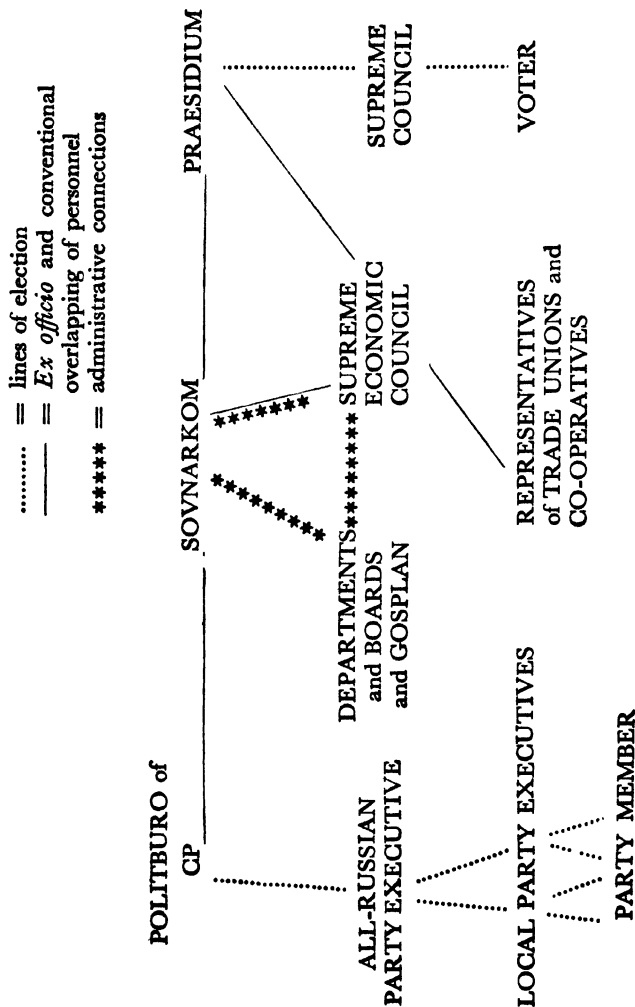 .......... = lines of election
——— = Ex officio and conventional
overlapping of personnel
***** = administrative connections
POLITBURO of
CP
SOVNARKOM
PRAESIDIUM
ALL-RUSSIAN
PARTY EXECUTIVE
DEPARTMENTS*********SUPREME
and BOARDS
and GOSPLAN
ECONOMIC
COUNCIL
SUPREME
COUNCIL
LOCAL PARTY EXECUTIVES
REPRESENTATIVES
of TRADE UNIONS and
CO-OPERATIVES
VOTER
PARTY MEMBER